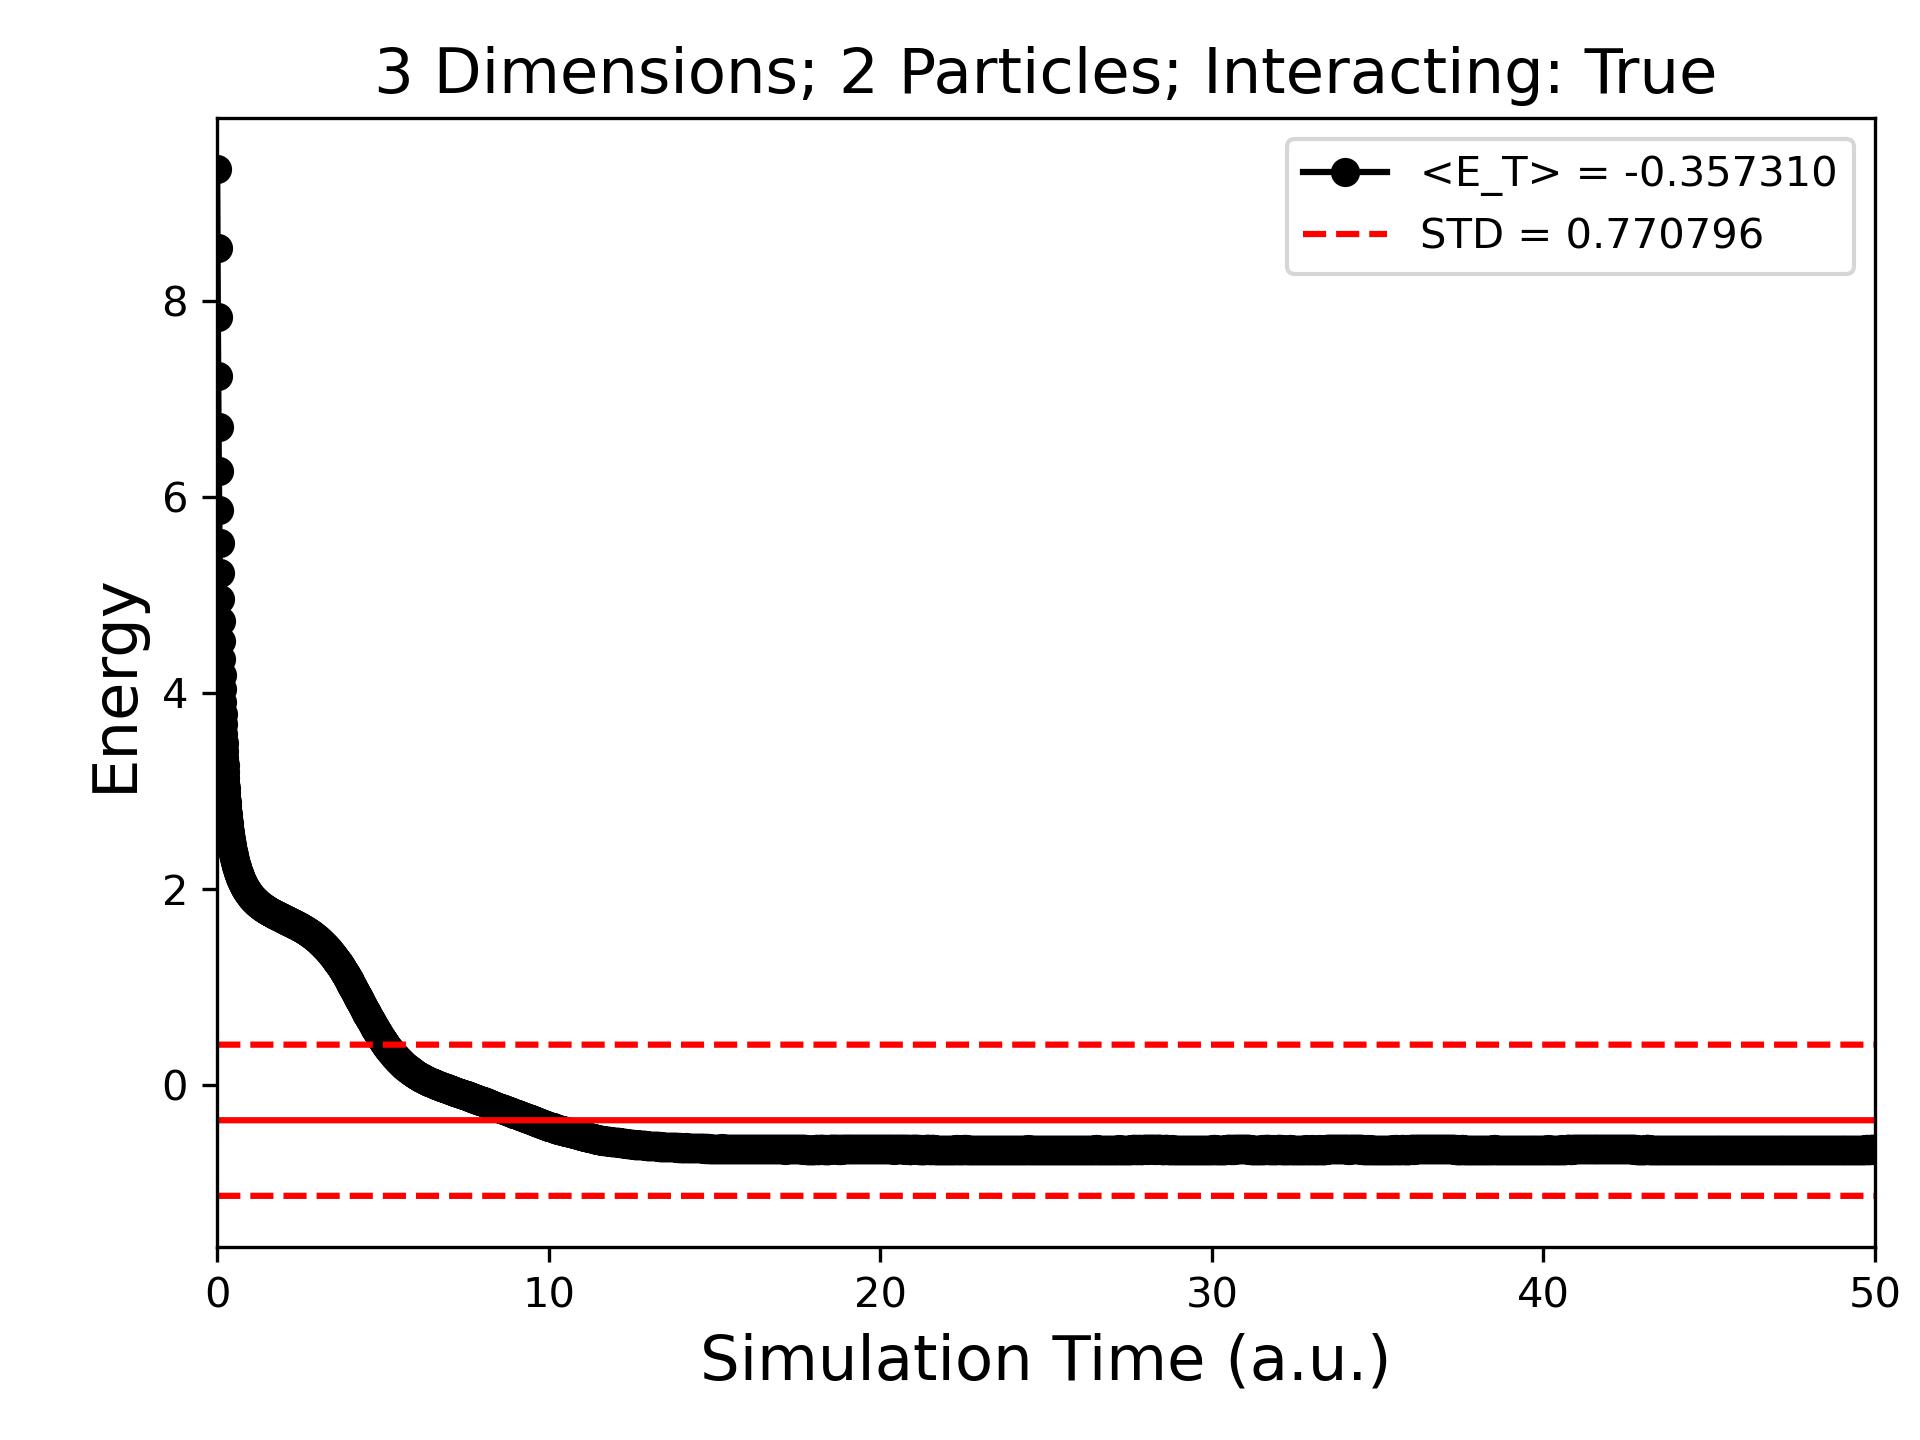 3 Dimensions; 2 Particles; Interacting: True
<E_T> = -0.357310
STD = 0.770796
8
6
4
2
0
Energy
0 10 20 30 40 50
Simulation Time (a.u.)